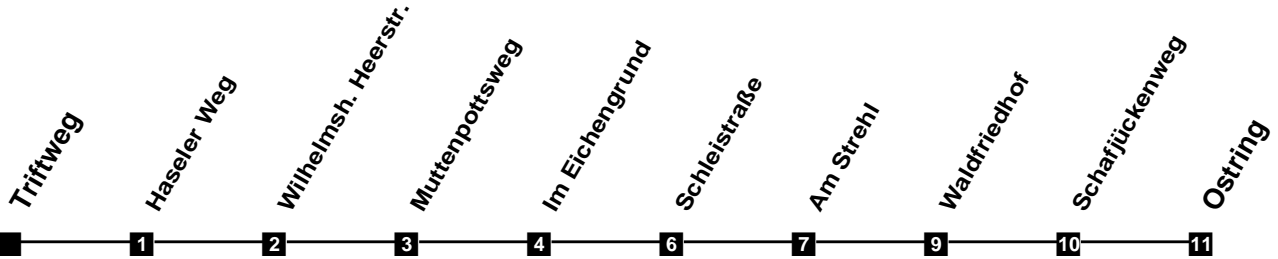 Triftweg
Haseler Weg
Wilhelmsh. Heerstr.
Muttenpottsweg
Im Eichengrund
Schleistraße
Am Strehl
Waldfriedhof
Schafjückenweg
Ostring
1
2
3
4
6
7
9
10
11